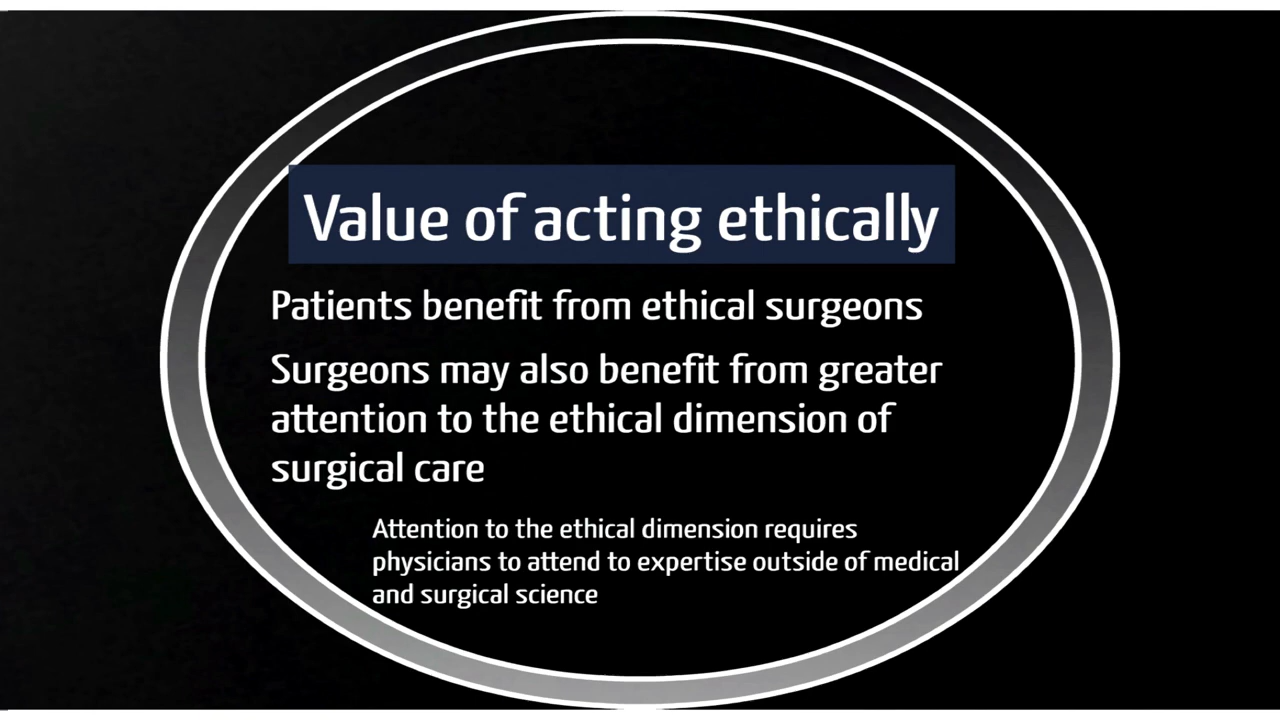 Value of acting ethically
Patients benefit from ethical surgeons
Surgeons may also benefit from greater
attention to the ethical dimension of
surgical care
Attention to the ethical dimension requires
physicians to attend to expertise outside of medical
and surgical science